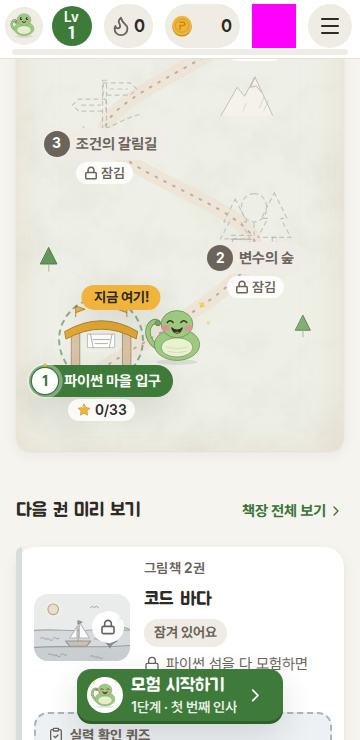 Lv
1
0
P
0
3 조건의 갈림길
잠김
2 변수의 숲
잠김
지금 여기!
1 파이썬 마을 입구
0/33
다음 권 미리 보기
책장 전체 보기
그림책 2권
코드 바다
잠겨 있어요
파이썬 섬을 다 모험하면
모험 시작하기
1단계 · 첫 번째 인사
실력 확인 퀴즈